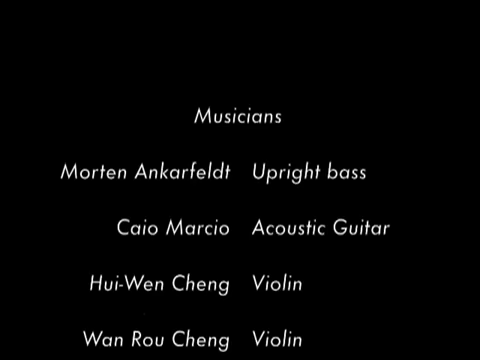 Musicians
Morten Ankarfeldt Upright bass
Caio Marcio Acoustic Guitar
Hui-Wen Cheng Violin
Wan Rou Cheng Violin